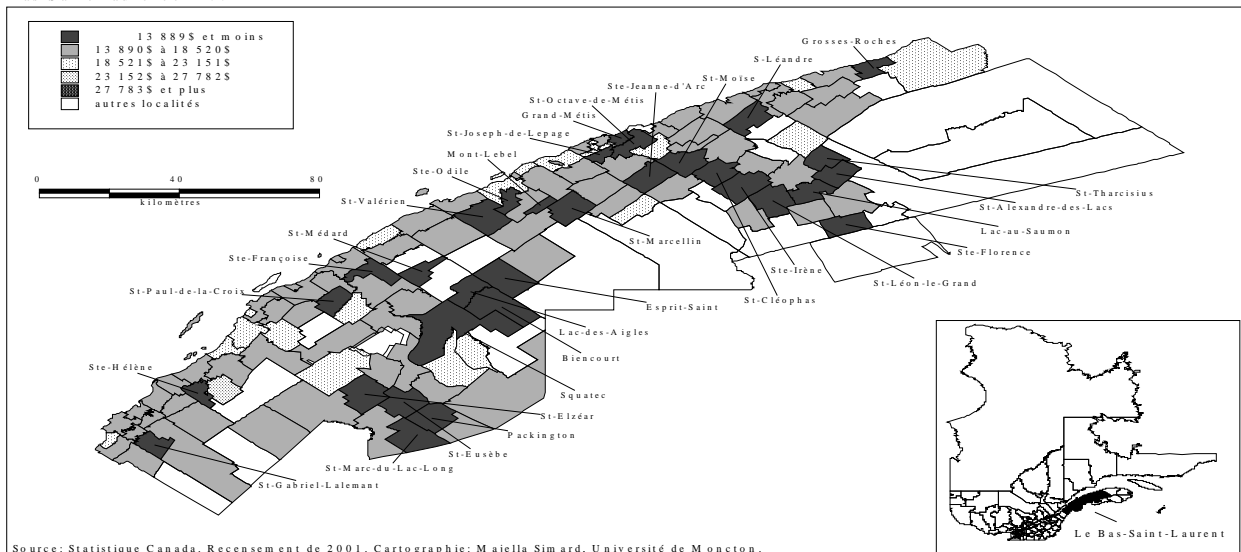 13 889$ et moins
13 890$ à 18 520$
18 521$ à 23 151$
23 152$ à 27 782$
27 783$ et plus
autres localités
0 40 80
kilomètres
Grosses-Roches
S-Léandre
St-Moïse
Ste-Jeanne-d'Arc
St-Octave-de-Métis
Grand-Métis
St-Joseph-de-Lepage
Mont-Lebel
Ste-Odile
St-Valérien
St-Médard
Ste-Françoise
St-Paul-de-la-Croix
Ste-Hélène
St-Tharcisius
St-Alexandre-des-Lacs
Lac-au-Saumon
Ste-Florence
St-Léon-le-Grand
Ste-Irène
St-Cléophas
St-Marcellin
Esprit-Saint
Lac-des-Aigles
Biencourt
Squatec
St-Elzéar
Packington
St-Eusèbe
St-Marc-du-Lac-Long
St-Gabriel-Lalemant
Le Bas-Saint-Laurent
Source: Statistique Canada. Recensement de 2001. Cartographie: Majella Simard, Université de Moncton.